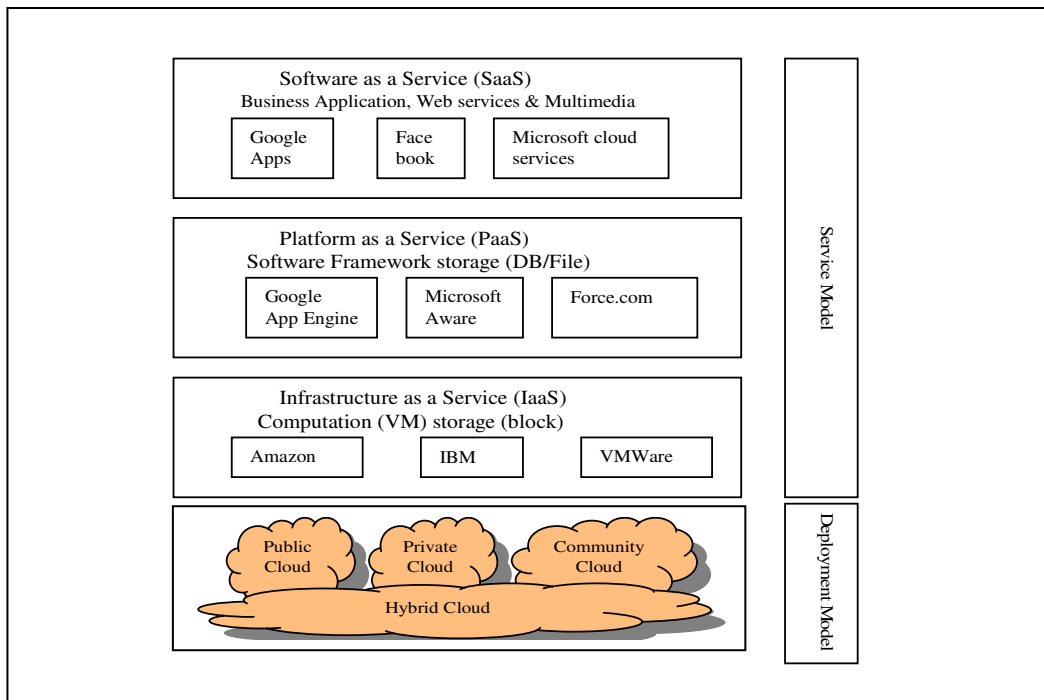 Software as a Service (SaaS)
Business Application, Web services & Multimedia
Google
Apps
Face
book
Microsoft cloud
services
Platform as a Service (PaaS)
Software Framework storage (DB/File)
Google
App Engine
Microsoft
Aware
Force.com
Infrastructure as a Service (IaaS)
Computation (VM) storage (block)
Amazon
IBM
VMWare
Service Model
Public
Cloud
Private
Cloud
Community
Cloud
Hybrid Cloud
Deployment Model